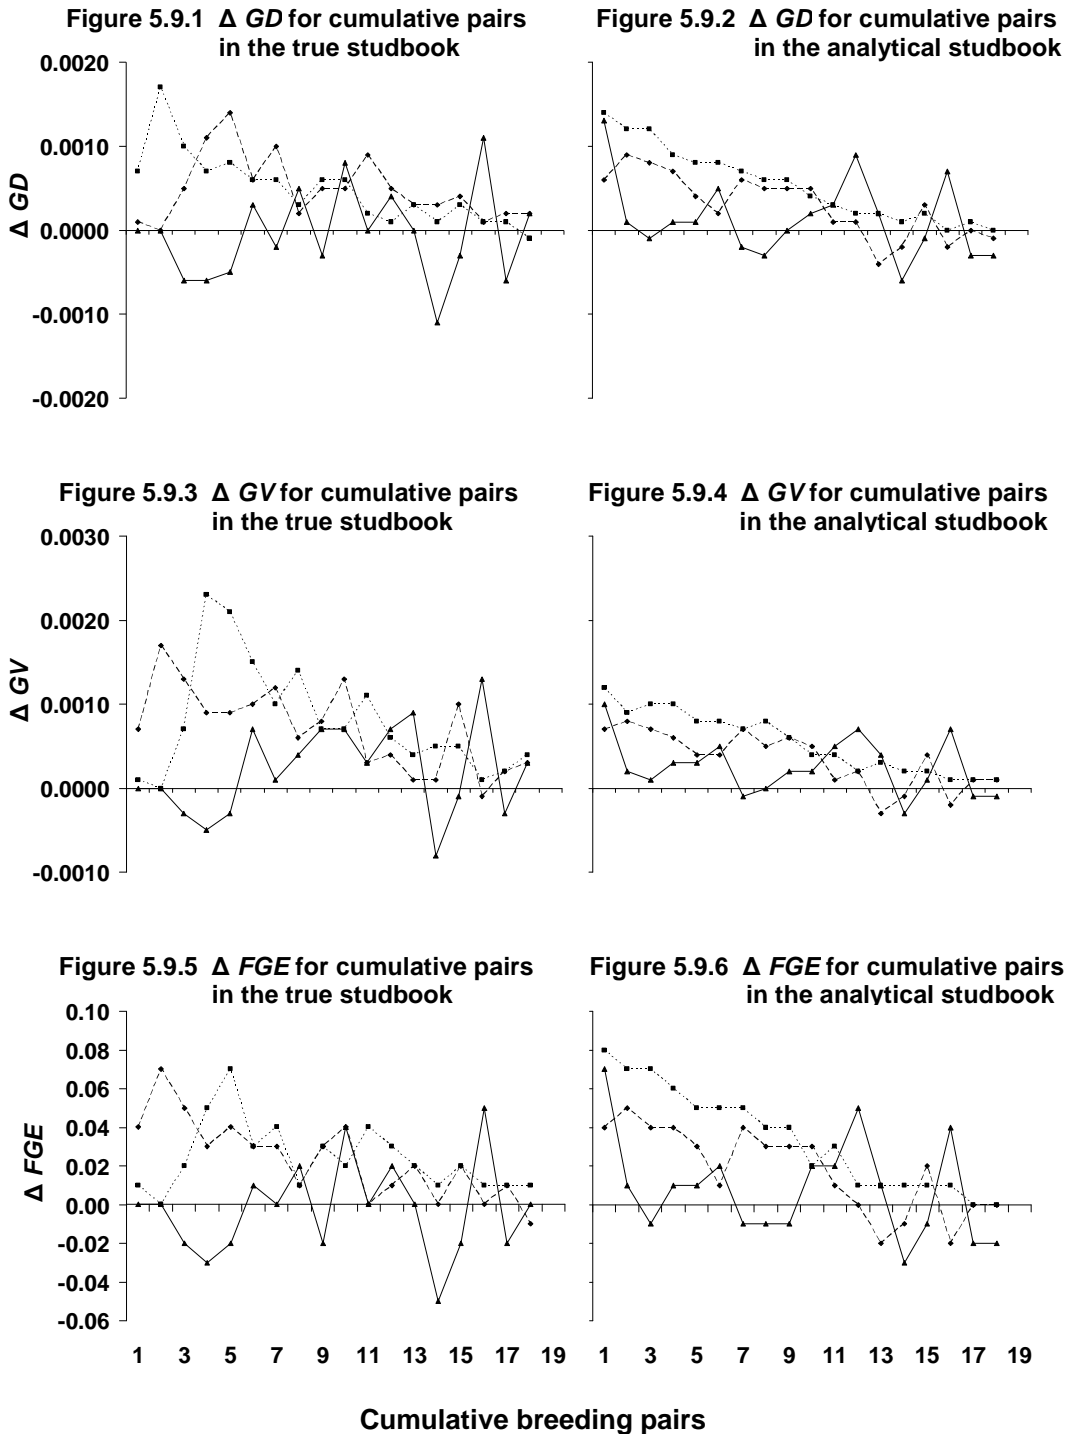 Figure 5.9.1 Δ GD for cumulative pairs
in the true studbook
Figure 5.9.2 Δ GD for cumulative pairs
in the analytical studbook
0.0020
0.0010
0.0000
-0.0010
-0.0020
Δ GD
Figure 5.9.3 Δ GV for cumulative pairs
in the true studbook
Figure 5.9.4 Δ GV for cumulative pairs
in the analytical studbook
0.0030
0.0020
0.0010
0.0000
-0.0010
Δ GV
Figure 5.9.5 Δ FGE for cumulative pairs
in the true studbook
Figure 5.9.6 Δ FGE for cumulative pairs
in the analytical studbook
0.10
0.08
0.06
0.04
0.02
0.00
-0.02
-0.04
-0.06
Δ FGE
1 3 5 7 9 11 13 15 17 19
1 3 5 7 9 11 13 15 17 19
Cumulative breeding pairs